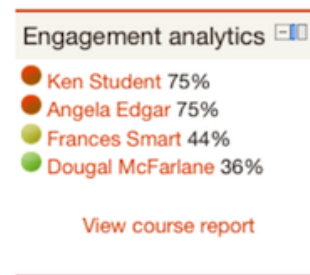 Engagement analytics
Ken Student 75%
Angela Edgar 75%
Frances Smart 44%
Dougal McFarlane 36%
View course report